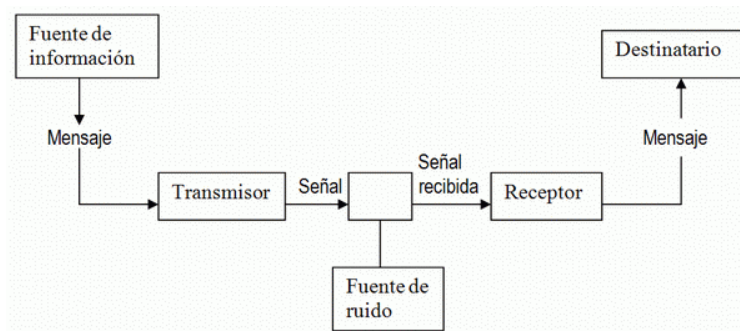 Fuente de
información
Destinatario
Mensaje
Mensaje
Transmisor
Señal
Señal
recibida
Receptor
Fuente de
ruido